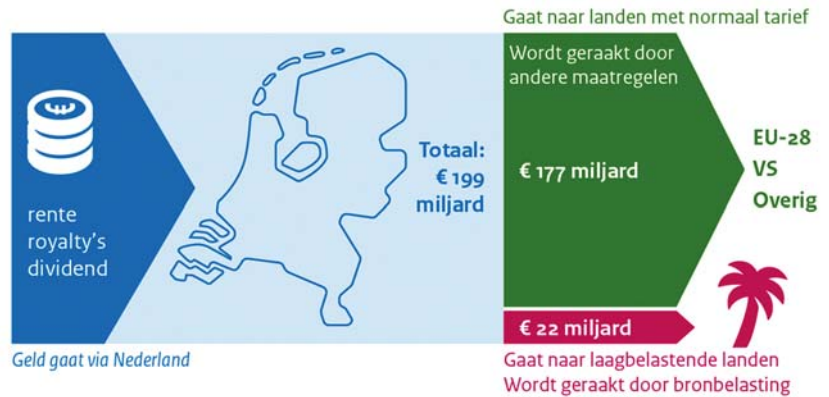 Gaat naar landen met normaal tarief
Wordt geraakt door
andere maatregelen
Totaal:
€ 199
miljard
€ 177 miljard
EU-28
VS
Overig
rente
royalty's
dividend
€ 22 miljard
Geld gaat via Nederland
Gaat naar laagbelastende landen
Wordt geraakt door bronbelasting